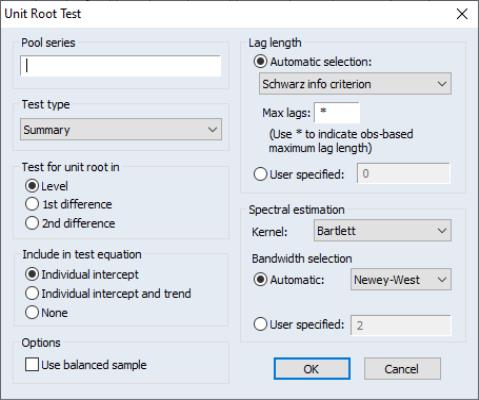 Unit Root Test
Pool series
Test type
Summary
Test for unit root in
Level
1st difference
2nd difference
Include in test equation
Individual intercept
Individual intercept and trend
None
Options
Use balanced sample
Lag length
Automatic selection:
Schwarz info criterion
Max lags: *
(Use * to indicate obs-based
maximum lag length)
User specified: 0
Spectral estimation
Kernel: Bartlett
Bandwidth selection
Automatic: Newey-West
User specified: 2
OK Cancel